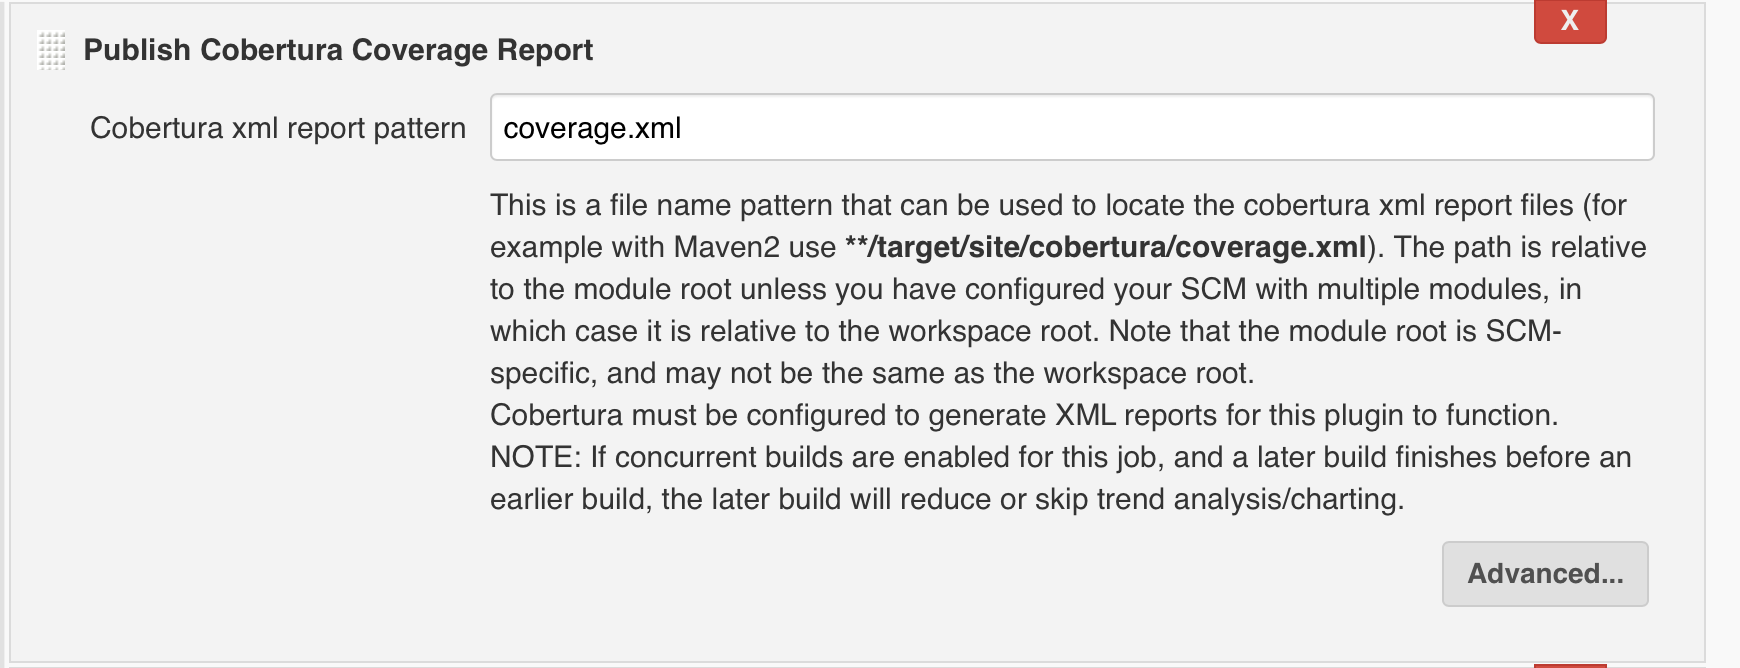 X
Publish Cobertura Coverage Report
Cobertura xml report pattern
coverage.xml
This is a file name pattern that can be used to locate the cobertura xml report files (for
example with Maven2 use **/target/site/cobertura/coverage.xml). The path is relative
to the module root unless you have configured your SCM with multiple modules, in
which case it is relative to the workspace root. Note that the module root is SCM-
specific, and may not be the same as the workspace root.
Cobertura must be configured to generate XML reports for this plugin to function.
NOTE: If concurrent builds are enabled for this job, and a later build finishes before an
earlier build, the later build will reduce or skip trend analysis/charting.
Advanced...